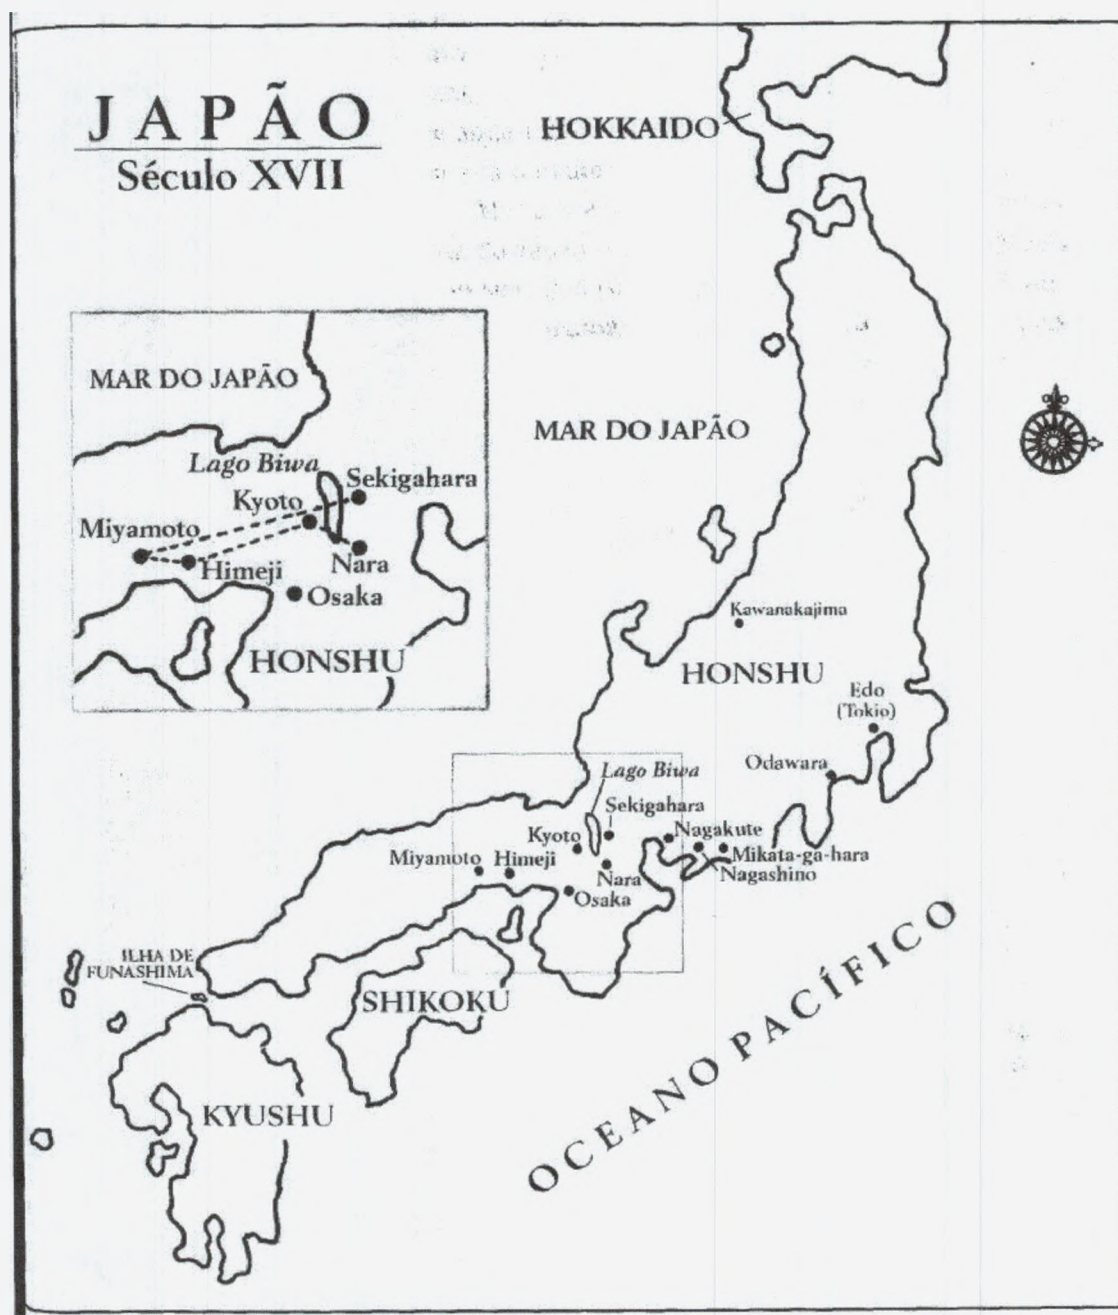 JAPÃO
Século XVII
HOKKAIDO
MAR DO JAPÃO
Lago Biwa
Sekigahara
Kyoto
Miyamoto
Himeji
Nara
Osaka
HONSHU
MAR DO JAPÃO
Kawanakajima
HONSHU
Edo
(Tokio)
Odawara
Lago Biwa
Sekigahara
Kyoto
Nagakute
Miyamoto
Himeji
Mikata-ga-hara
Nara
Nagashino
Osaka
ILHA DE
FUNASHIMA
SHIKOKU
KYUSHU
OCEANO PACÍFICO